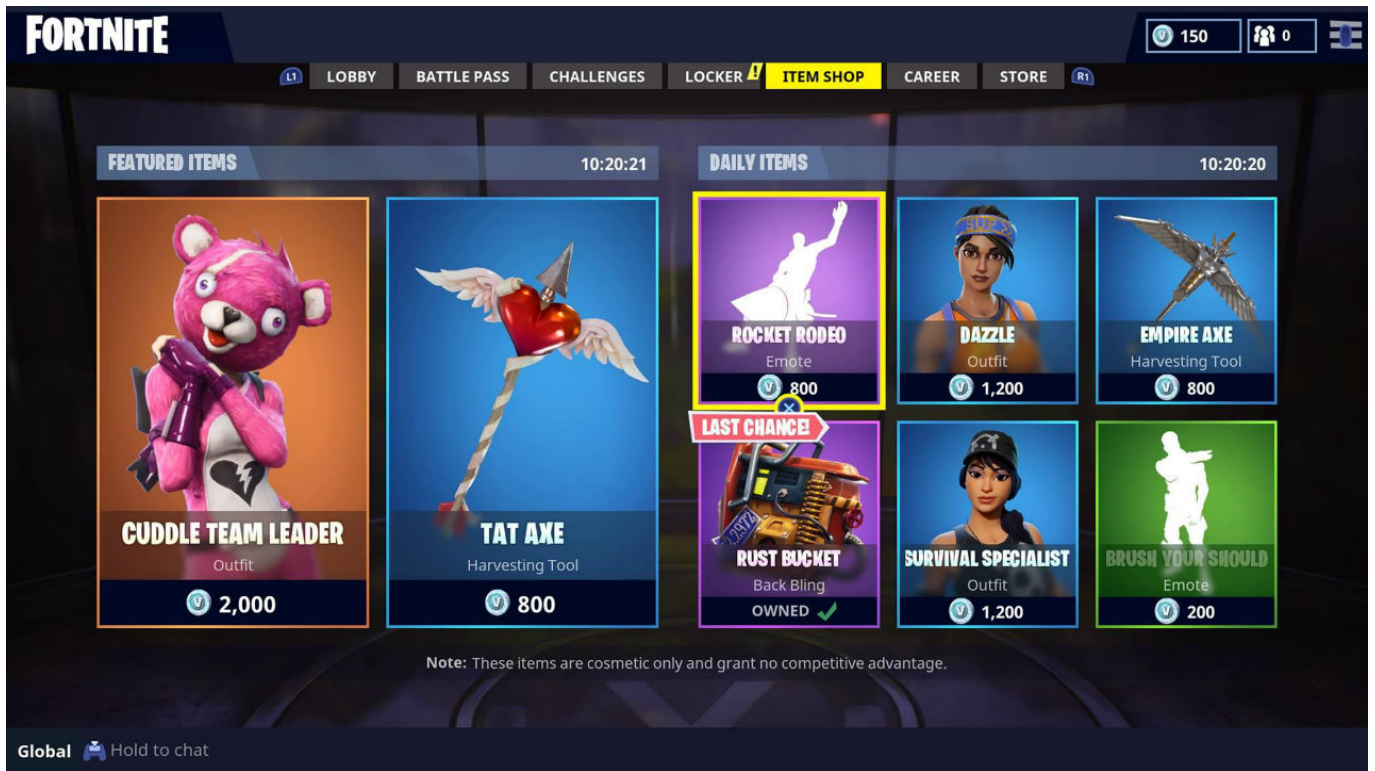 FORTNITE
150
0
L1
LOBBY
BATTLE PASS
CHALLENGES
LOCKER !
ITEM SHOP
CAREER
STORE
R1
FEATURED ITEMS
10:20:21
CUDDLE TEAM LEADER
Outfit
2,000
TAT AXE
Harvesting Tool
800
DAILY ITEMS
10:20:20
ROCKET RODEO
Emote
800
DAZZLE
Outfit
1,200
EMPIRE AXE
Harvesting Tool
800
LAST CHANCE!
RUST BUCKET
Back Bling
OWNED
SURVIVAL SPECIALIST
Outfit
1,200
BRUSH YOUR SHOULD
Emote
200
Note: These items are cosmetic only and grant no competitive advantage.
Global
Hold to chat